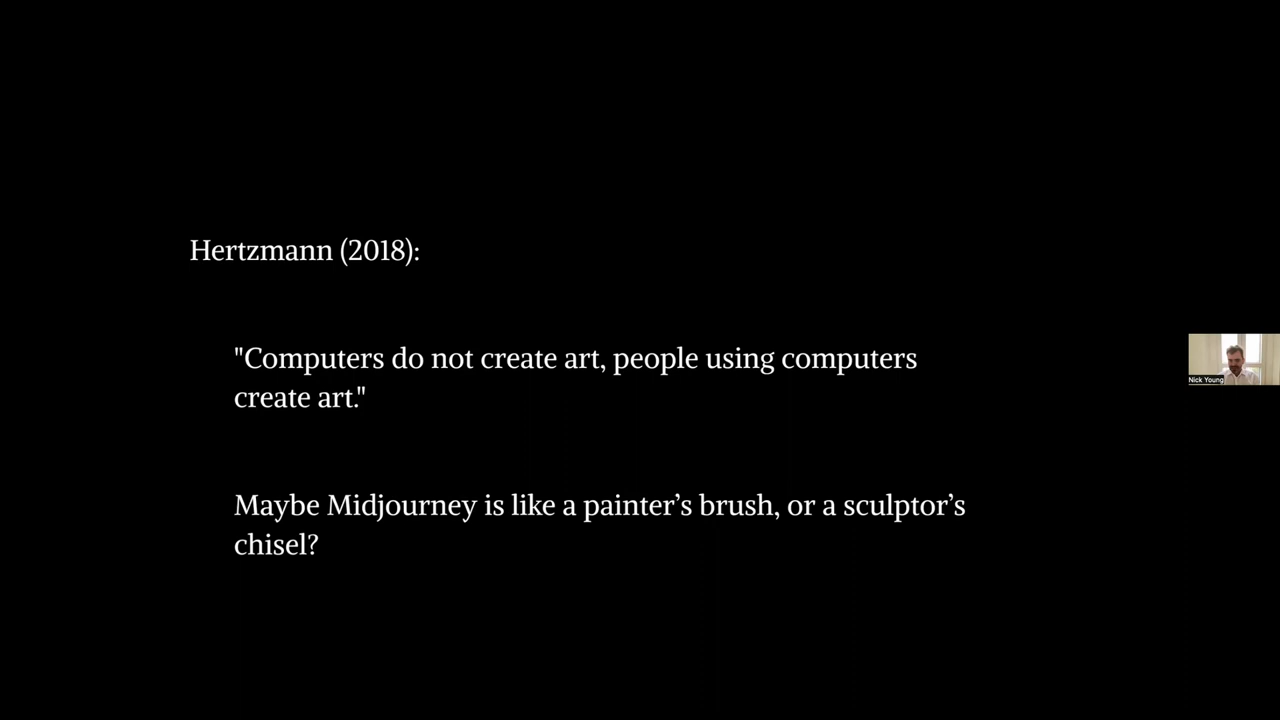 Hertzmann (2018):
"Computers do not create art, people using computers
create art."
Maybe Midjourney is like a painter’s brush, or a sculptor’s
chisel?
Nick Young